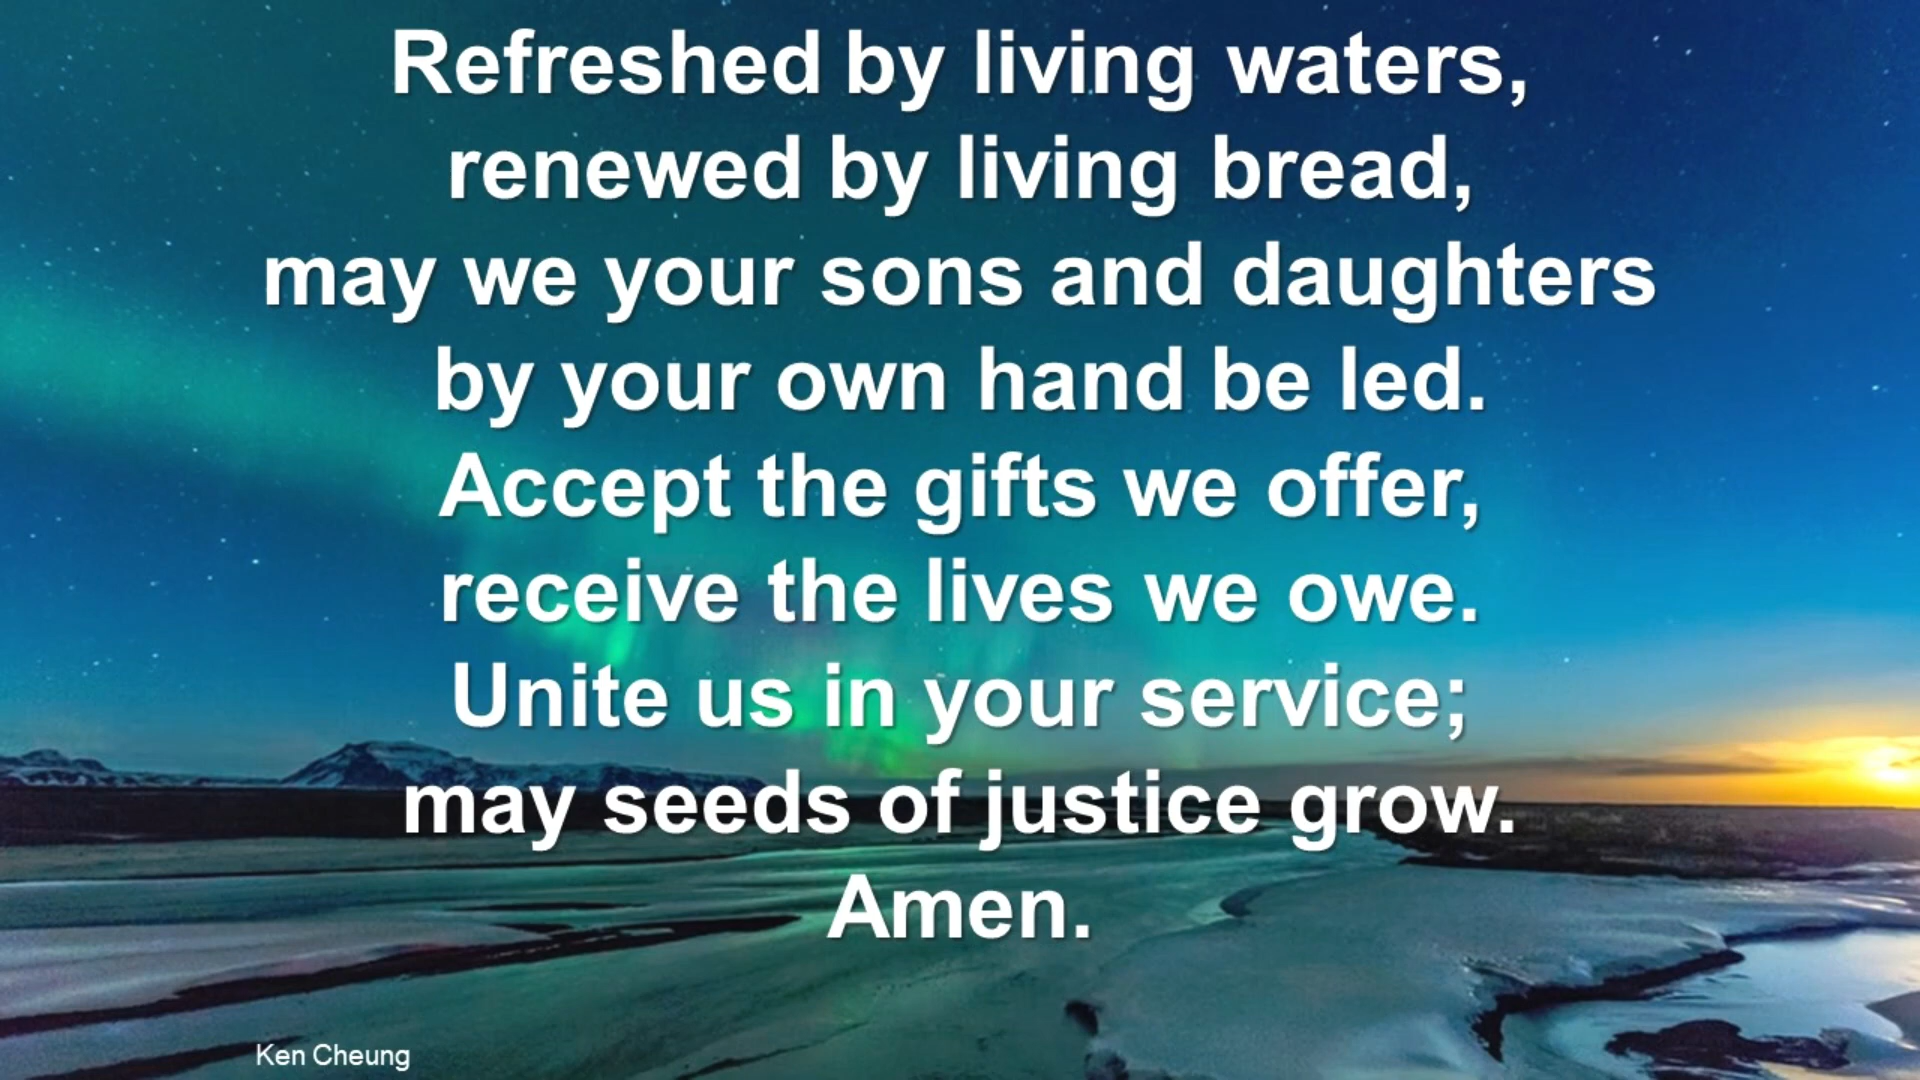 Refreshed by living waters,
renewed by living bread,
may we your sons and daughters
by your own hand be led.
Accept the gifts we offer,
receive the lives we owe.
Unite us in your service;
may seeds of justice grow.
Amen.
Ken Cheung